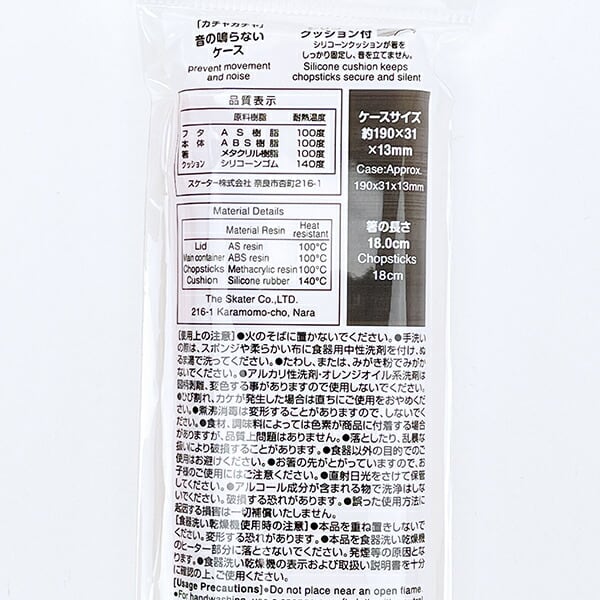 ［カチャカチャ］
音の鳴らない
ケース
Prevent movement
and noise
クッション付
シリコーンクッションが箸を
しっかり固定し、音を立てません。
Silicone cushion keeps
chopsticks secure and silent
品質表示
原料樹脂 耐熱温度
フタ AS樹脂 100度
本体 ABS樹脂 100度
箸 メタクリル樹脂 100度
クッション シリコーンゴム 140度
スケーター株式会社 奈良市杏町216-1
ケースサイズ
約190×31
×13mm
Case:Approx.
190x31x13mm
箸の長さ
18.0cm
Chopsticks
18cm
Material Details
Material Resin Heat resistant
Lid AS resin 100°C
Main container ABS resin 100°C
Chopsticks Methacrylic resin 100°C
Cushion Silicone rubber 140°C
The Skater Co.,LTD.
216-1 Karamomo-cho, Nara
[使用上の注意]●火のそばに置かないでください。●手洗い
の際は、スポンジや柔らかい布に食器用中性洗剤を付け、ぬ
るま湯で洗ってください。●たわし、または、みがき粉でみがか
ないでください。●アルカリ性洗剤・オレンジオイル系洗剤は
印刷剥離、変色する事がありますので使用しないでください。
●ひび割れ、カケが発生した場合は直ちにご使用をおやめくだ
さい。●煮沸消毒は変形することがありますので、しないでく
ださい。●食材、調味料によっては色素が商品に付着する場合
がありますが、品質上問題はありません。●落としたり、乱暴な
扱いにより破損することがあります。●食器以外の目的でのご
使用はお避けください。●お箸の先がとがっていますので、お
子様のご使用にはご注意ください。●直射日光をさけて保管
してください。●アルコール成分が含まれる物で洗浄はしな
いでください。破損する恐れがあります。●誤った使用方法に
起因する損害は一切補償いたしません。
[食器洗い乾燥機使用時の注意]●本品を重ね置きしないで
ください。変形する恐れがあります。●本品を食器洗い乾燥機
のヒーター部分に落とさないでください。発煙等の原因とな
ります。●食器洗い乾燥機の表示および取扱い説明書を十分
に確認の上、ご使用ください。
[Usage Precautions]●Do not place near an open flame.
●For handwashing, use a